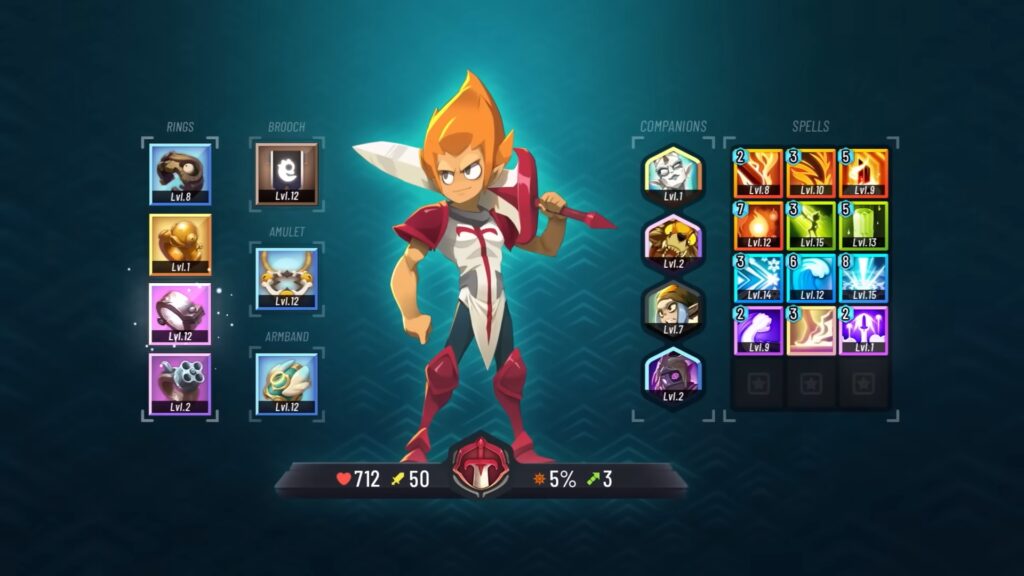 RINGS
Lvl.8
Lvl.1
Lvl.12
Lvl.2
BROOCH
Lvl.12
AMULET
Lvl.12
ARMBAND
Lvl.12
COMPANIONS
Lvl.1
Lvl.2
Lvl.7
Lvl.2
SPELLS
2 3 5
Lvl.8 Lvl.10 Lvl.9
7 3 5
Lvl.12 Lvl.15 Lvl.13
3 6 8
Lvl.14 Lvl.12 Lvl.15
2 3 2
Lvl.9 Lvl.1
712 50 5% 3